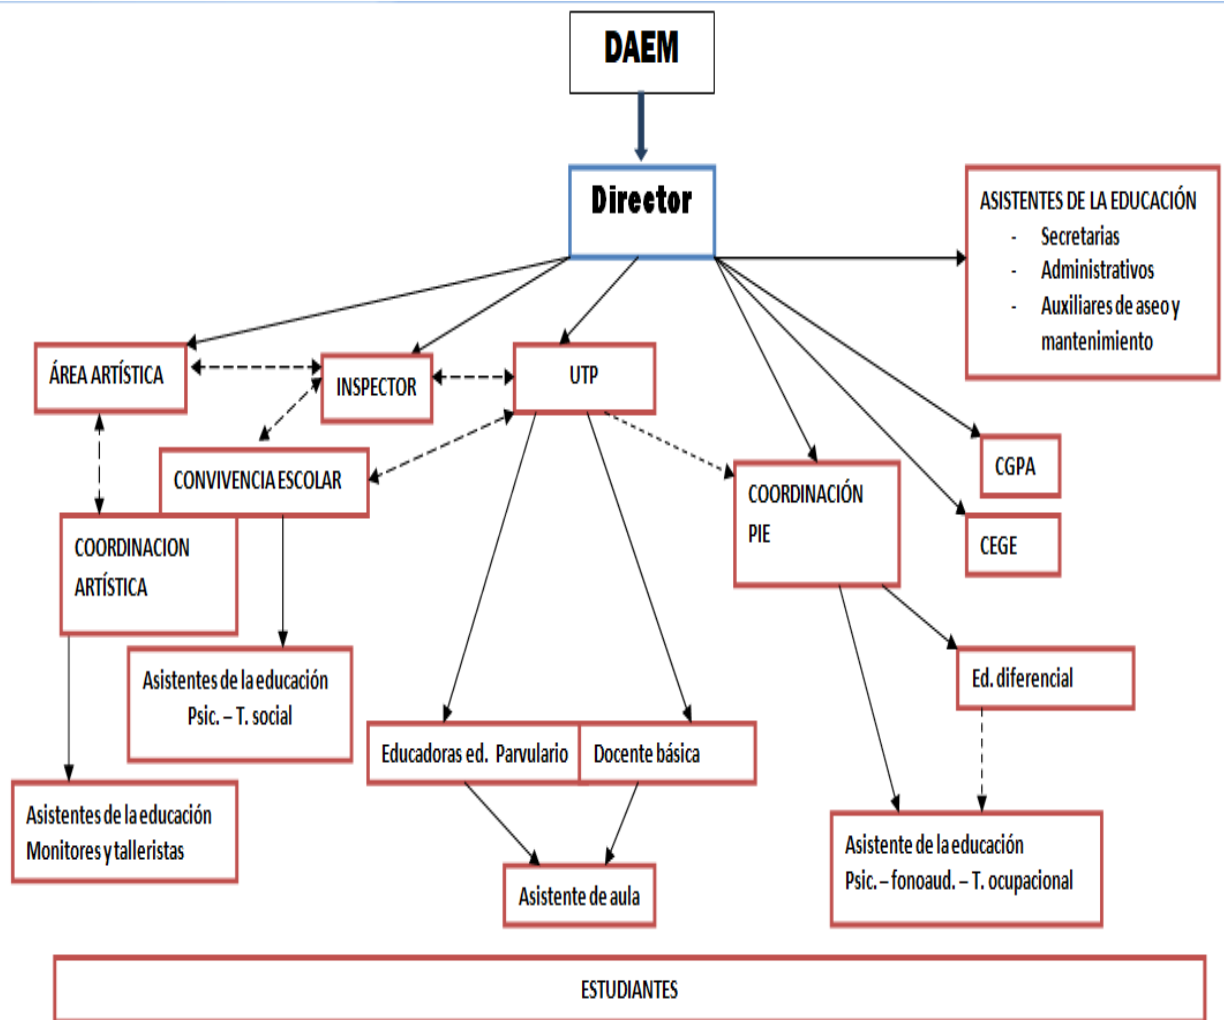 DAEM
Director
ASISTENTES DE LA EDUCACIÓN
- Secretarias
- Administrativos
- Auxiliares de aseo y
mantenimiento
ÁREA ARTÍSTICA
INSPECTOR
UTP
CONVIVENCIA ESCOLAR
COORDINACIÓN
PIE
CGPA
CEGE
COORDINACION
ARTÍSTICA
Asistentes de la educación
Psic. – T. social
Ed. diferencial
Educadoras ed. Parvulario
Docente básica
Asistentes de la educación
Monitores y talleristas
Asistente de la educación
Psic. – fonoaud. – T. ocupacional
Asistente de aula
ESTUDIANTES